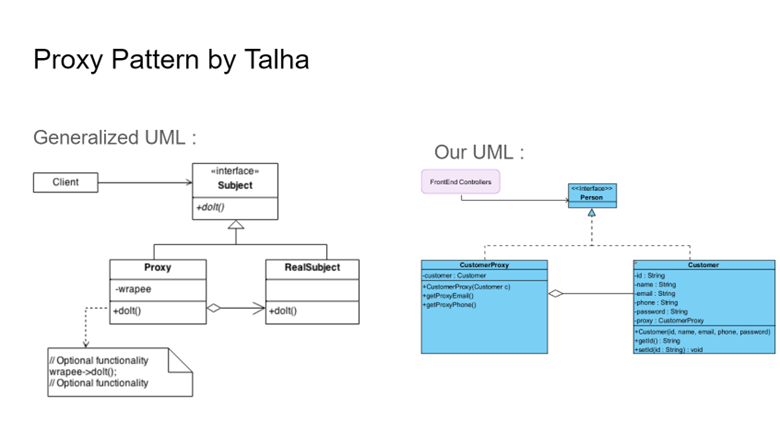 Proxy Pattern by Talha
Generalized UML :
Client
«interface»
Subject
+doIt()
Proxy
-wrapee
+doIt()
RealSubject
+doIt()
// Optional functionality
wrapee->doIt();
// Optional functionality
Our UML :
FrontEnd Controllers
<<Interface>>
Person
CustomerProxy
-customer : Customer
+CustomerProxy(Customer c)
+getProxyEmail()
+getProxyPhone()
Customer
-id : String
-name : String
-email : String
-phone : String
-password : String
-proxy : CustomerProxy
+Customer(id, name, email, phone, password)
+getId() : String
+setId(id : String) : void